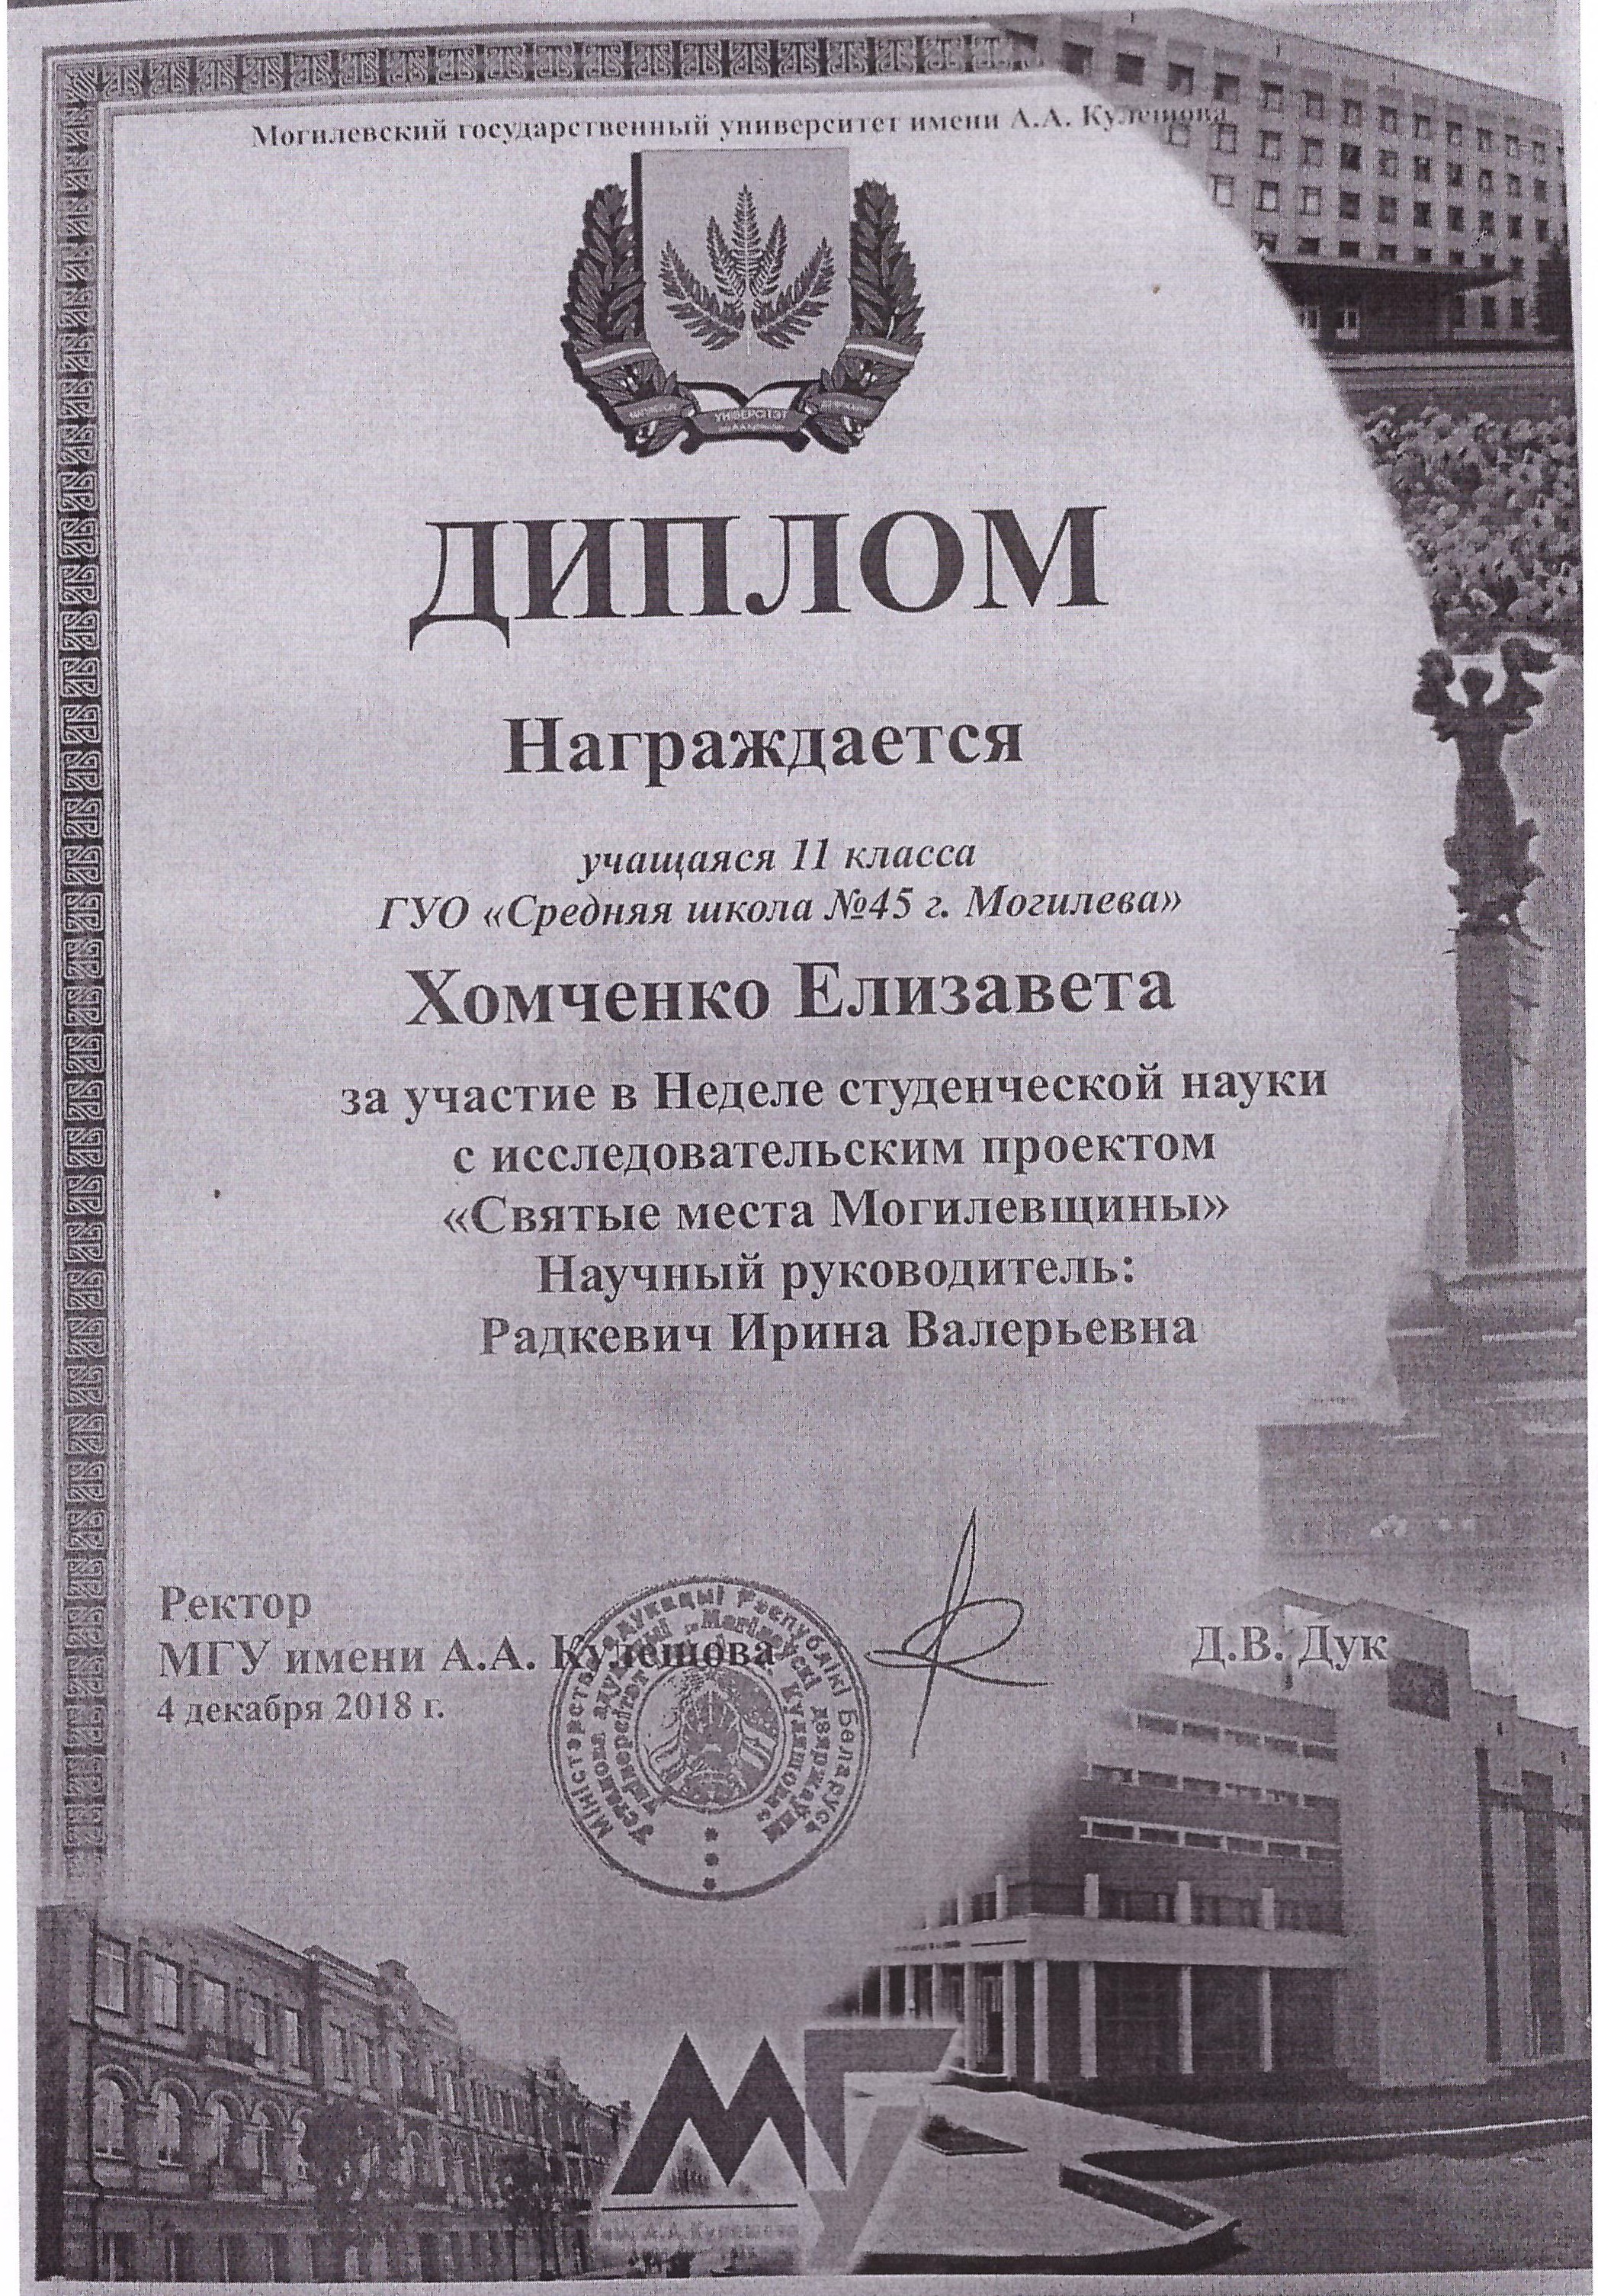 Могилевский государственный университет имени А.А. Кулешова
УНІВЕРСІТЭТ
ДИПЛОМ
Награждается
учащаяся 11 класса
ГУО «Средняя школа №45 г. Могилева»
Хомченко Елизавета
за участие в Неделе студенческой науки
с исследовательским проектом
«Святые места Могилевщины»
Научный руководитель:
Радкевич Ирина Валерьевна
Ректор
МГУ имени А.А. Кулешова
Д.В. Дук
4 декабря 2018 г.
Міністэрства адукацыі Рэспублікі Беларусь
Установа адукацыі „Магілёўскі дзяржаўны
універсітэт імя А.А. Куляшова"
МГУ
им. А.А.Кулешова